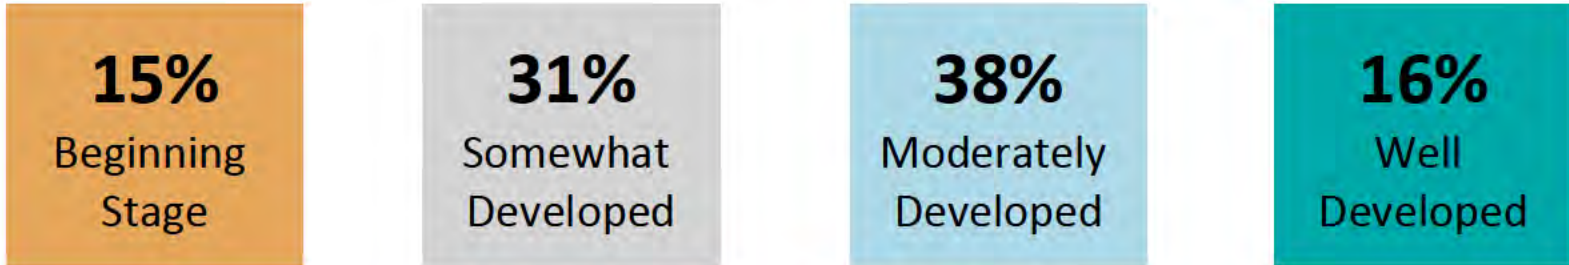 15%
Beginning
Stage
31%
Somewhat
Developed
38%
Moderately
Developed
16%
Well
Developed